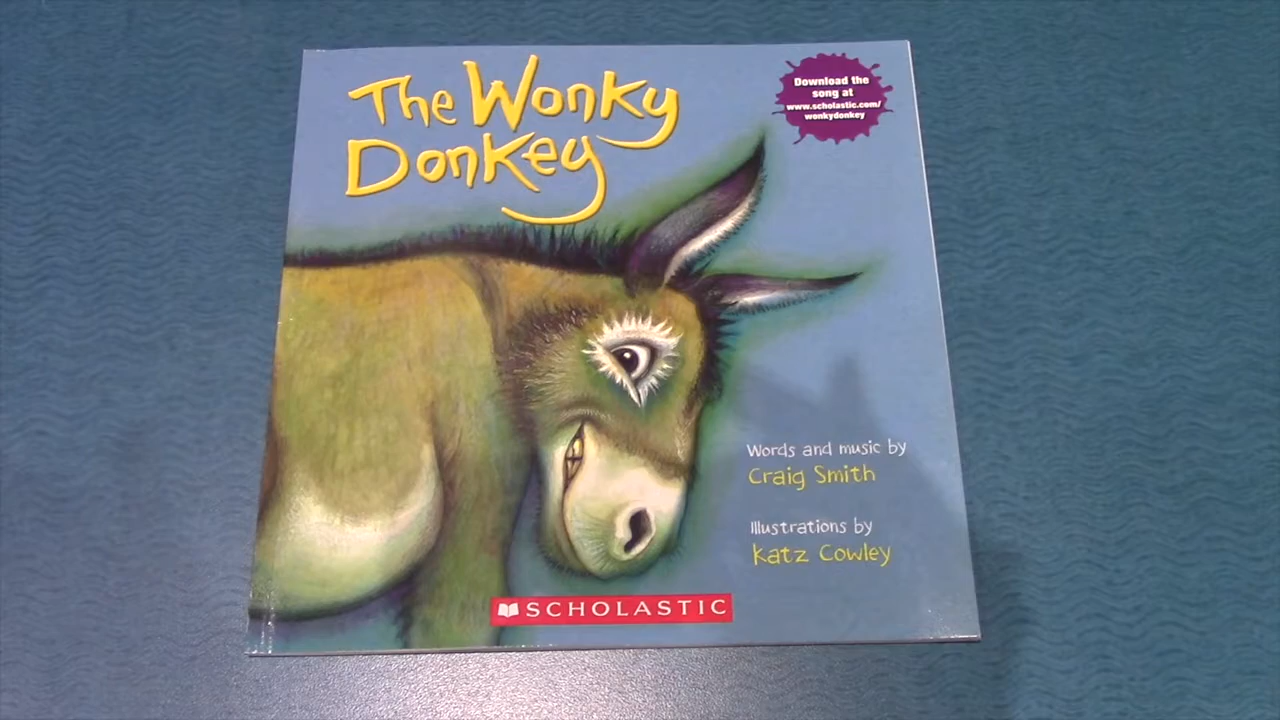 The Wonky
Donkey
Download the
song at
www.scholastic.com/
wonkydonkey
Words and music by
Craig Smith
Illustrations by
Katz Cowley
SCHOLASTIC